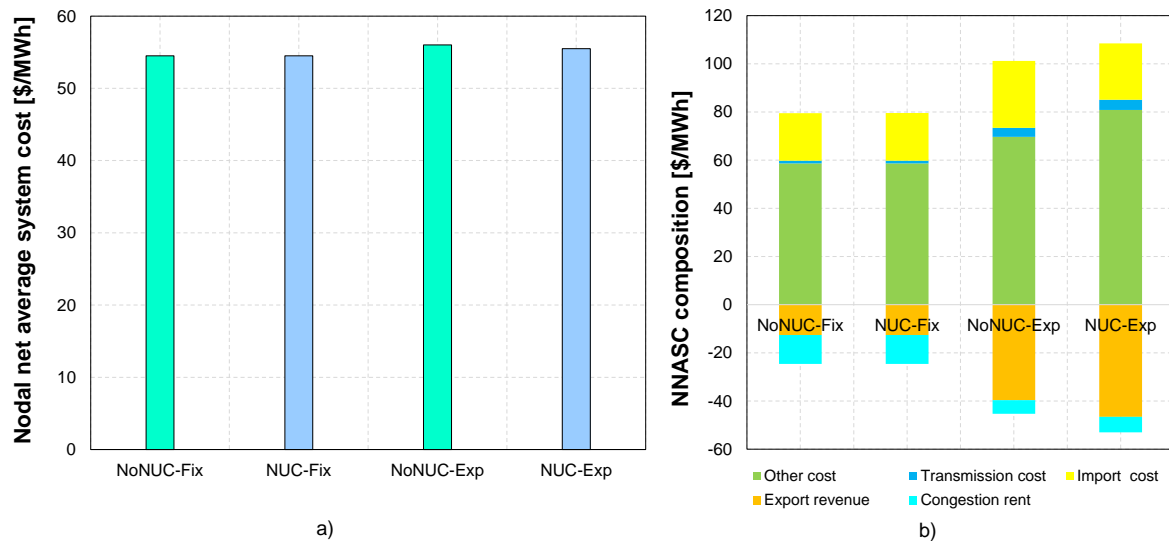 Nodal net average system cost [$/MWh]
60
50
40
30
20
10
0
NoNUC-Fix NUC-Fix NoNUC-Exp NUC-Exp
a)
NNASC composition [$/MWh]
120
100
80
60
40
20
0
-20
-40
-60
NoNUC-Fix NUC-Fix NoNUC-Exp NUC-Exp
Other cost Transmission cost Import cost
Export revenue Congestion rent
b)